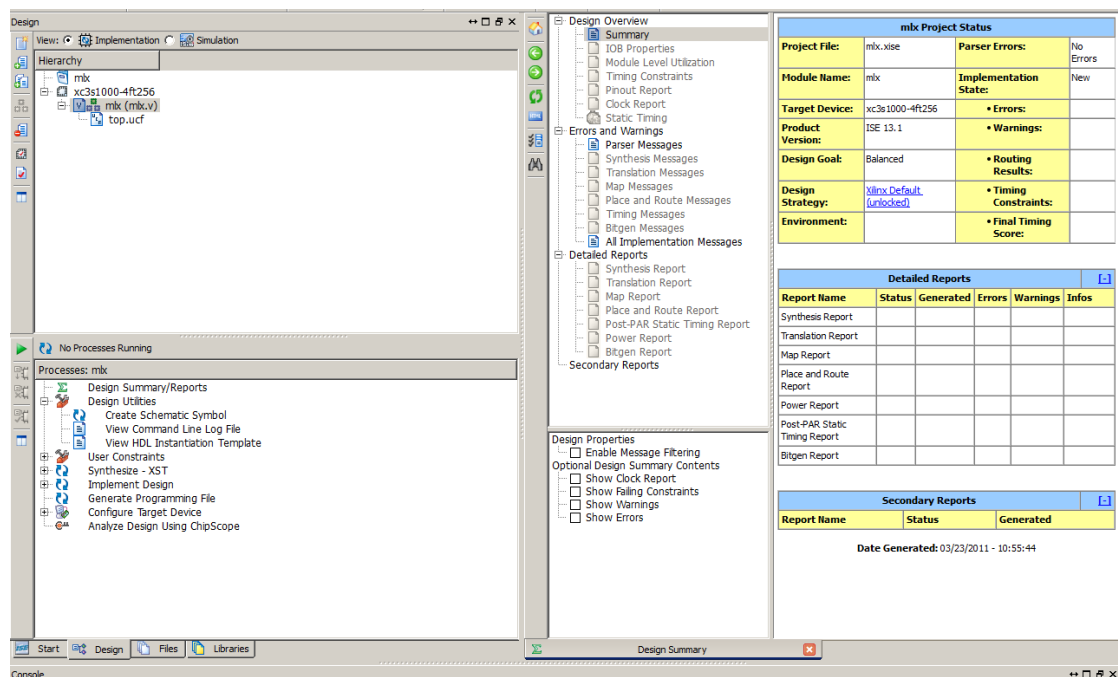 Design
View: Implementation Simulation
Hierarchy
mlx
xc3s1000-4ft256
mlx (mlx.v)
top.ucf
No Processes Running
Processes: mlx
Design Summary/Reports
Design Utilities
Create Schematic Symbol
View Command Line Log File
View HDL Instantiation Template
User Constraints
Synthesize - XST
Implement Design
Generate Programming File
Configure Target Device
Analyze Design Using ChipScope
Start Design Files Libraries
Console
Design Overview
Summary
IOB Properties
Module Level Utilization
Timing Constraints
Pinout Report
Clock Report
Static Timing
Errors and Warnings
Parser Messages
Synthesis Messages
Translation Messages
Map Messages
Place and Route Messages
Timing Messages
Bitgen Messages
All Implementation Messages
Detailed Reports
Synthesis Report
Translation Report
Map Report
Place and Route Report
Post-PAR Static Timing Report
Power Report
Bitgen Report
Secondary Reports
Design Properties
Enable Message Filtering
Optional Design Summary Contents
Show Clock Report
Show Failing Constraints
Show Warnings
Show Errors
Design Summary
mlx Project Status
Project File: mlx.xise Parser Errors: No
Errors
Module Name: mlx Implementation New
State:
Target Device: xc3s1000-4ft256 • Errors:
Product ISE 13.1 • Warnings:
Version:
Design Goal: Balanced • Routing
Results:
Design Xilinx Default • Timing
Strategy: (unlocked) Constraints:
Environment: • Final Timing
Score:
Detailed Reports [-]
Report Name Status Generated Errors Warnings Infos
Synthesis Report
Translation Report
Map Report
Place and Route
Report
Power Report
Post-PAR Static
Timing Report
Bitgen Report
Secondary Reports [-]
Report Name Status Generated
Date Generated: 03/23/2011 - 10:55:44